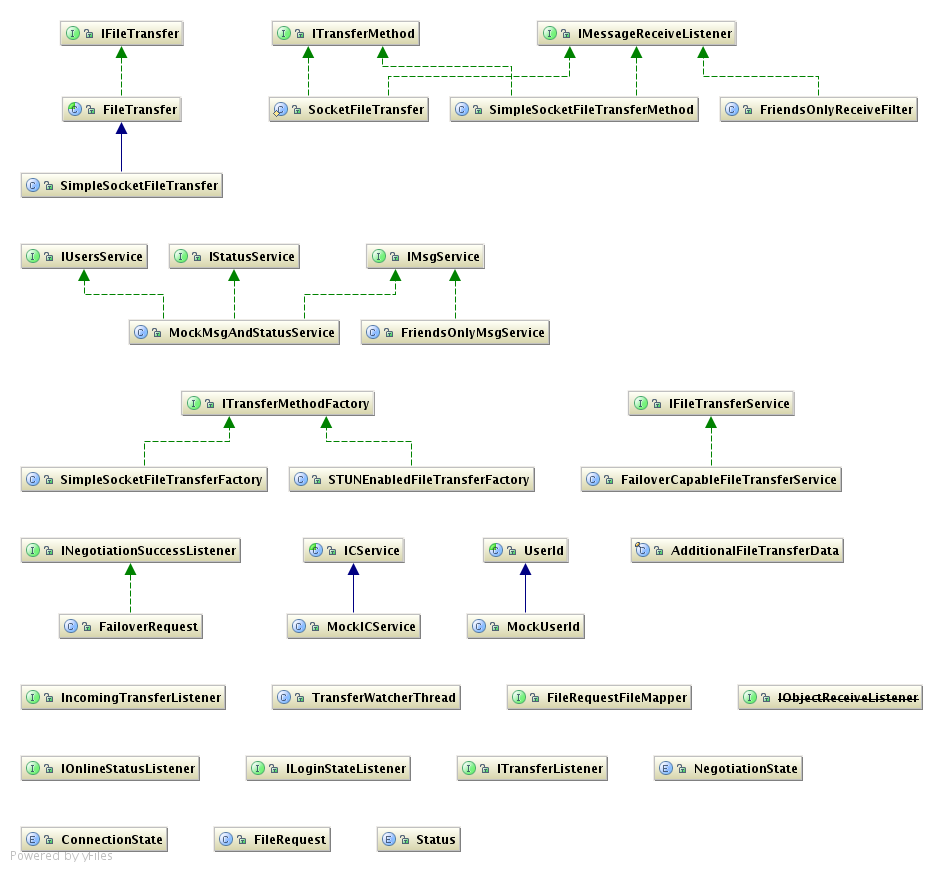 IFileTransfer
ITransferMethod
IMessageReceiveListener
FileTransfer
SocketFileTransfer
SimpleSocketFileTransferMethod
FriendsOnlyReceiveFilter
SimpleSocketFileTransfer
IUsersService
IStatusService
IMsgService
MockMsgAndStatusService
FriendsOnlyMsgService
ITransferMethodFactory
IFileTransferService
SimpleSocketFileTransferFactory
STUNEnabledFileTransferFactory
FailoverCapableFileTransferService
INegotiationSuccessListener
ICService
UserId
AdditionalFileTransferData
FailoverRequest
MockICService
MockUserId
IncomingTransferListener
TransferWatcherThread
FileRequestFileMapper
IObjectReceiveListener
IOnlineStatusListener
ILoginStateListener
ITransferListener
NegotiationState
ConnectionState
FileRequest
Status
Powered by yFiles